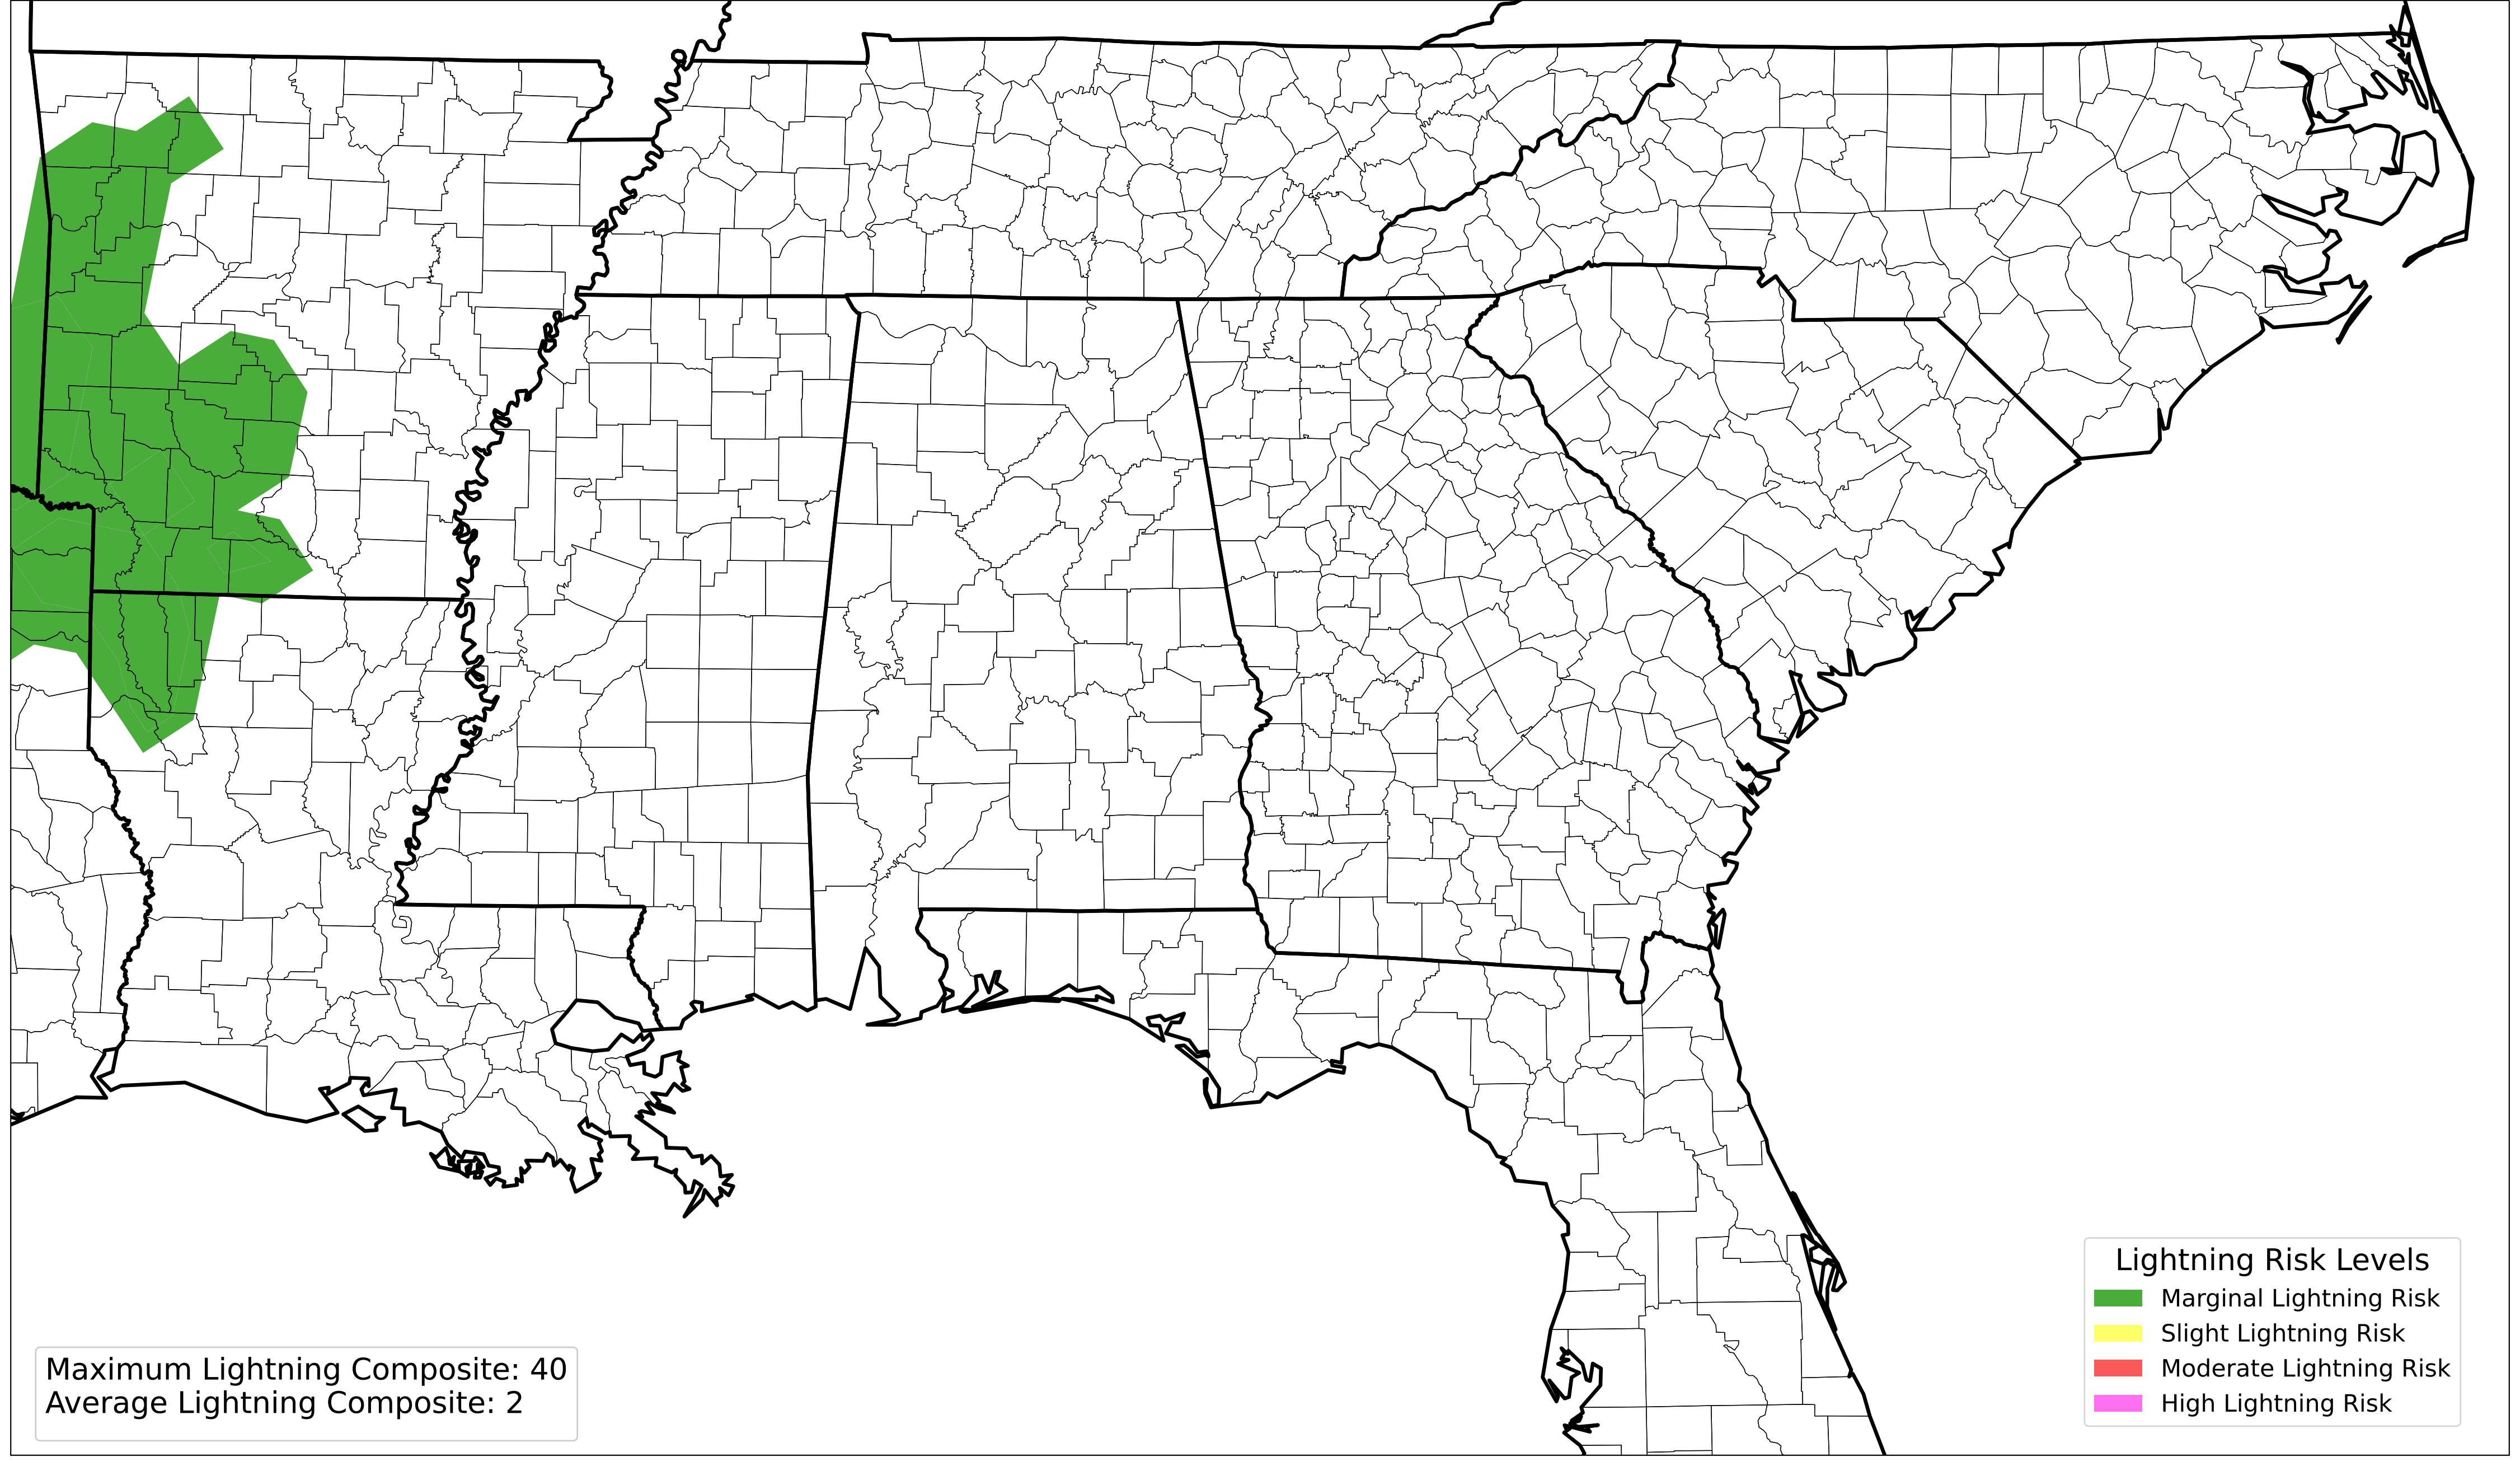 Lightning Risk Levels
Marginal Lightning Risk
Slight Lightning Risk
Moderate Lightning Risk
High Lightning Risk
Maximum Lightning Composite: 40
Average Lightning Composite: 2